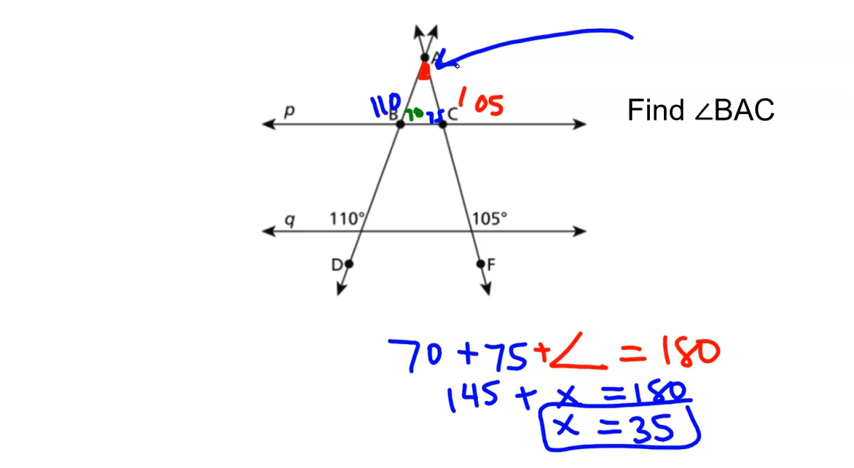 A
110 B 70 75 C 105
p
Find ∠BAC
q 110° 105°
D F
70 + 75 + ∠ = 180
145 + x = 180
x = 35